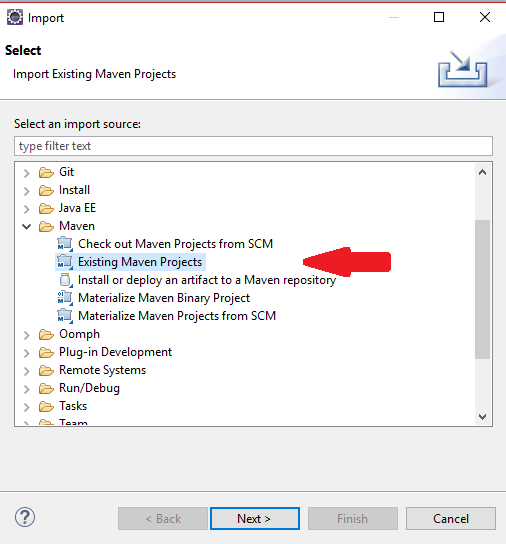 Import
Select
Import Existing Maven Projects
Select an import source:
type filter text
Git
Install
Java EE
Maven
Check out Maven Projects from SCM
Existing Maven Projects
Install or deploy an artifact to a Maven repository
Materialize Maven Binary Project
Materialize Maven Projects from SCM
Oomph
Plug-in Development
Remote Systems
Run/Debug
Tasks
Team
? < Back Next > Finish Cancel